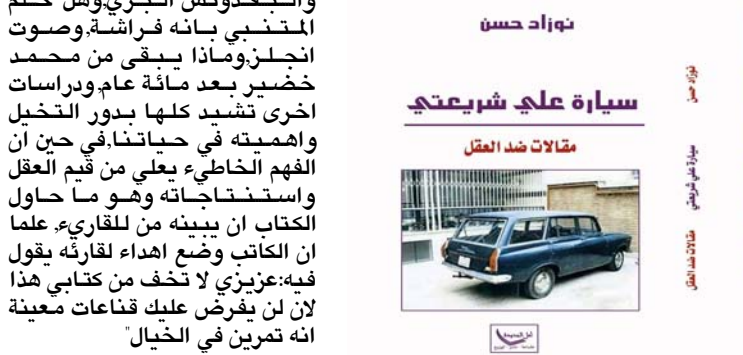 والبعدونس البري,وهل حلم
المتنبي بانه فراشة,وصوت
انجلز,وماذا يبقى من محمد
خضير بعد مائة عام,ودراسات
اخرى تشيد كلها بدور التخيل
واهميته في حياتنا,في حين ان
الفهم الخاطيء يعلي من قيم العقل
واستنتاجاته وهو ما حاول
الكتاب ان يبينه من للقاريء, علما
ان الكاتب وضع اهداء لقارئه يقول
فيه:عزيزي لا تخف من كتابي هذا
لان لن يفرض عليك قناعات معينة
انه تمرين في الخيال"
نوزاد حسن
سيارة علي شريعتي
مقالات ضد العقل
نوزاد حسن
سيارة علي شريعتي
مقالات ضد العقل